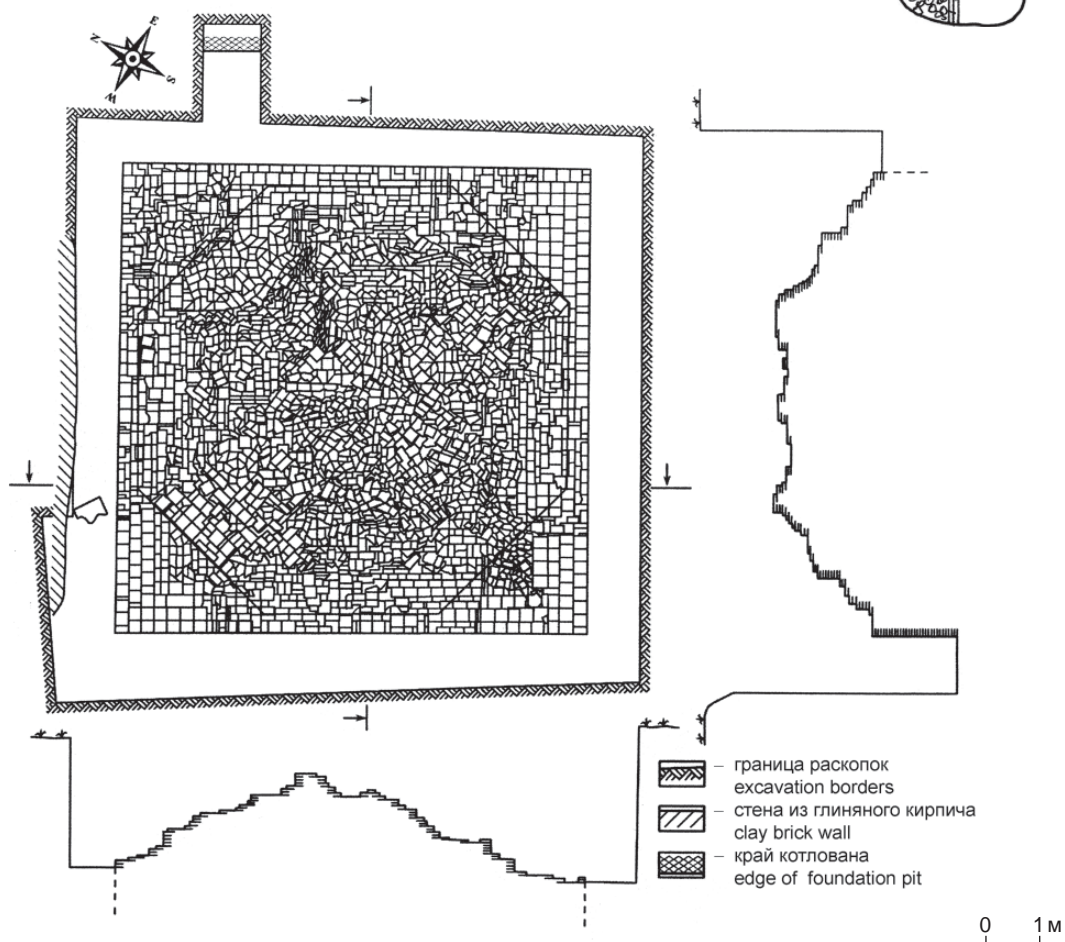 E
N
S
W
– граница раскопок
excavation borders
– стена из глиняного кирпича
clay brick wall
– край котлована
edge of foundation pit
0 1 м